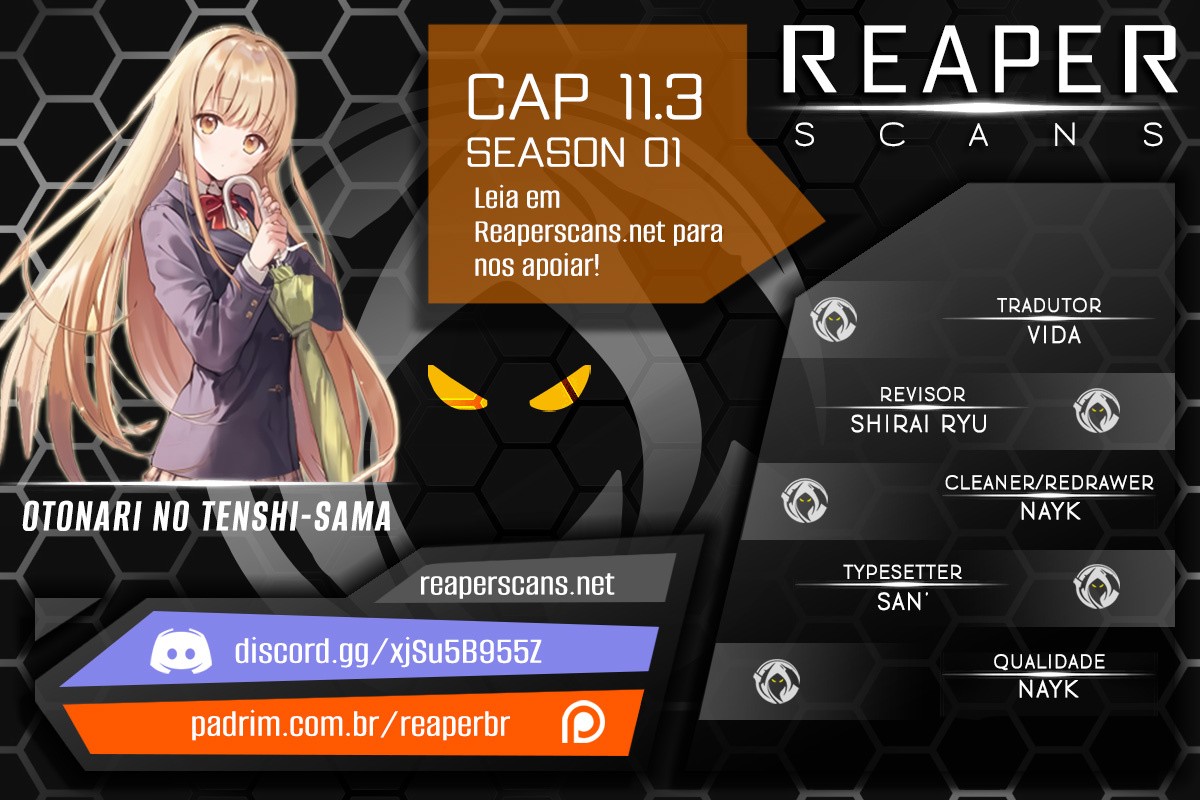 CAP 11.3
SEASON 01
Leia em
Reaperscans.net para
nos apoiar!
REAPER
SCANS
TRADUTOR
VIDA
REVISOR
SHIRAI RYU
CLEANER/REDRAWER
NAYK
TYPESETTER
SAN'
QUALIDADE
NAYK
OTONARI NO TENSHI-SAMA
reaperscans.net
discord.gg/xjSu5B955Z
padrim.com.br/reaperbr